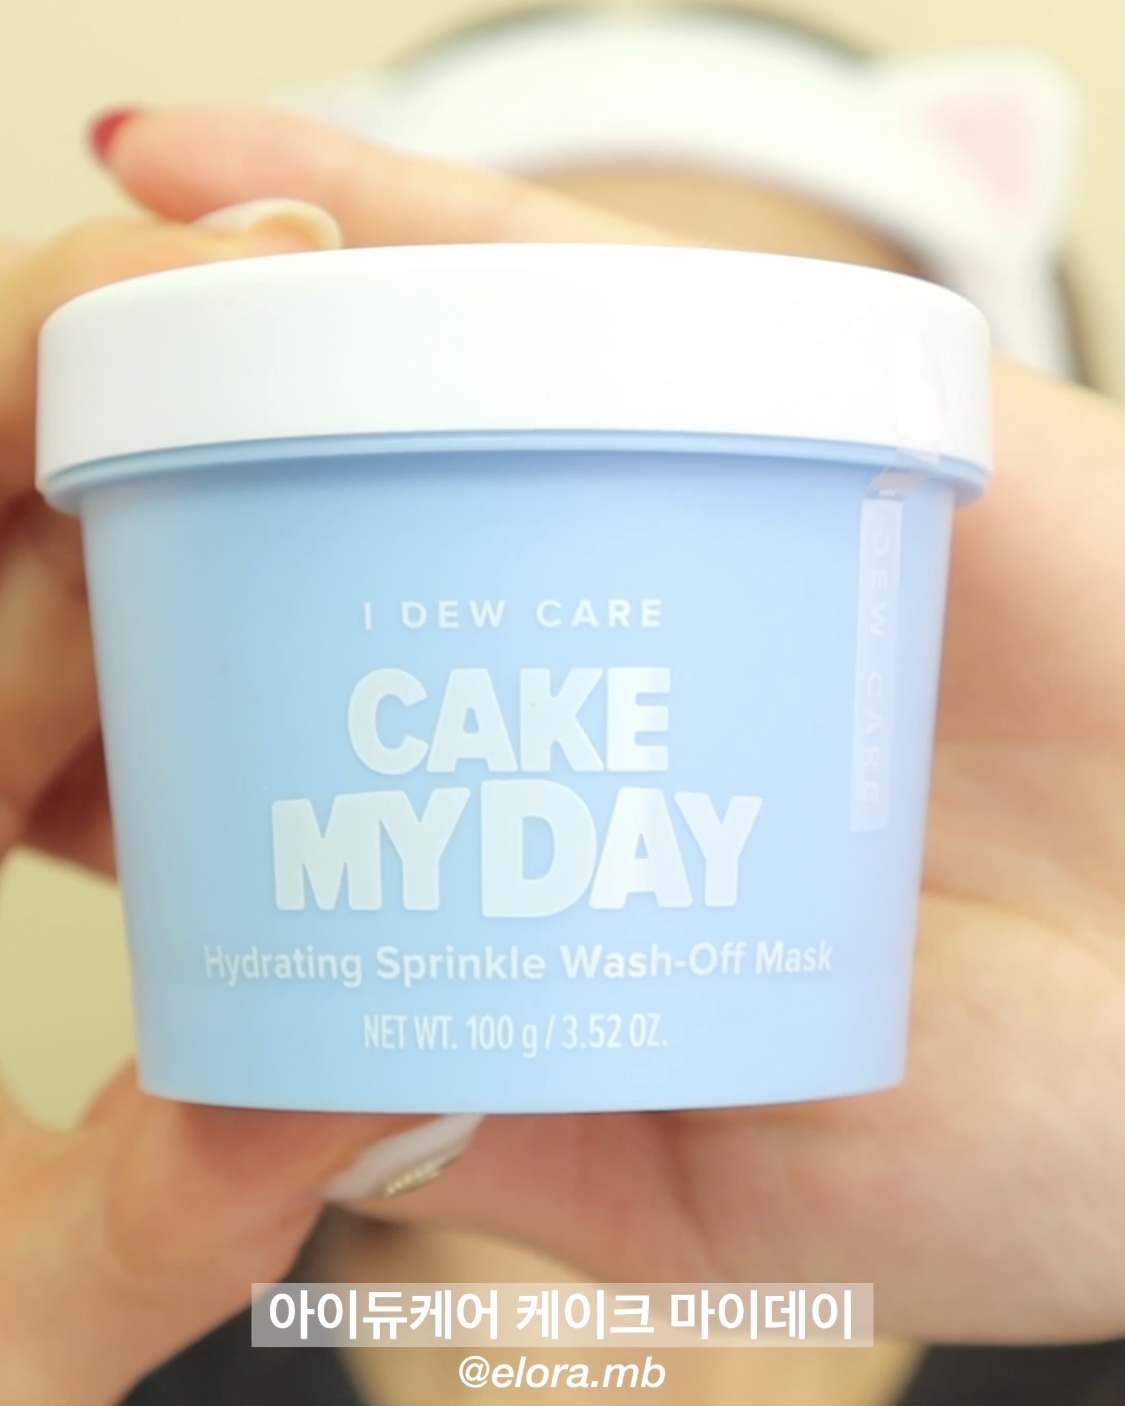 I DEW CARE
CAKE
MY DAY
Hydrating Sprinkle Wash-Off Mask
NET WT. 100 g / 3.52 OZ.
I DEW CARE
아이듀케어 케이크 마이데이
@elora.mb